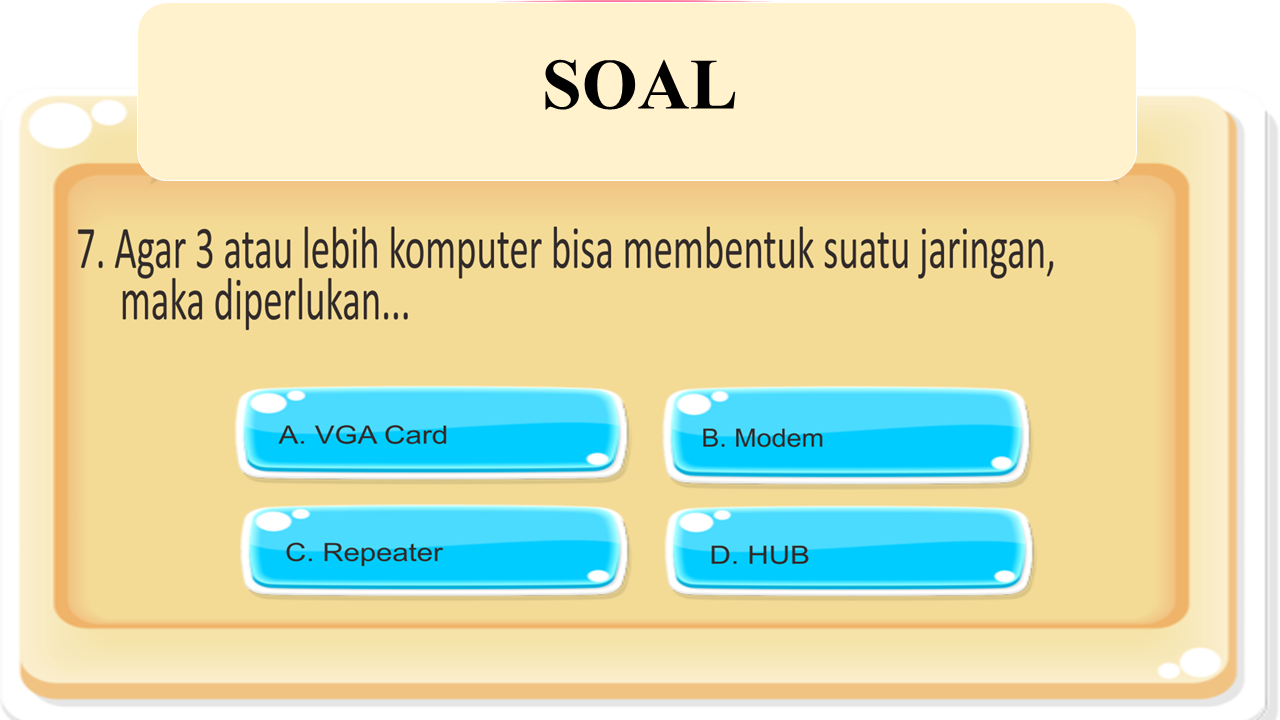 SOAL
7. Agar 3 atau lebih komputer bisa membentuk suatu jaringan,
maka diperlukan...
A. VGA Card
B. Modem
C. Repeater
D. HUB